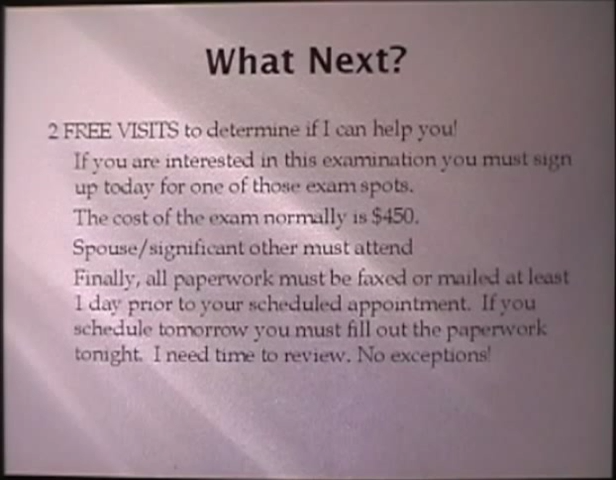 What Next?
2 FREE VISITS to determine if I can help you!
If you are interested in this examination you must sign
up today for one of those exam spots.
The cost of the exam normally is $450.
Spouse/significant other must attend
Finally, all paperwork must be faxed or mailed at least
1 day prior to your scheduled appointment. If you
schedule tomorrow you must fill out the paperwork
tonight. I need time to review. No exceptions!